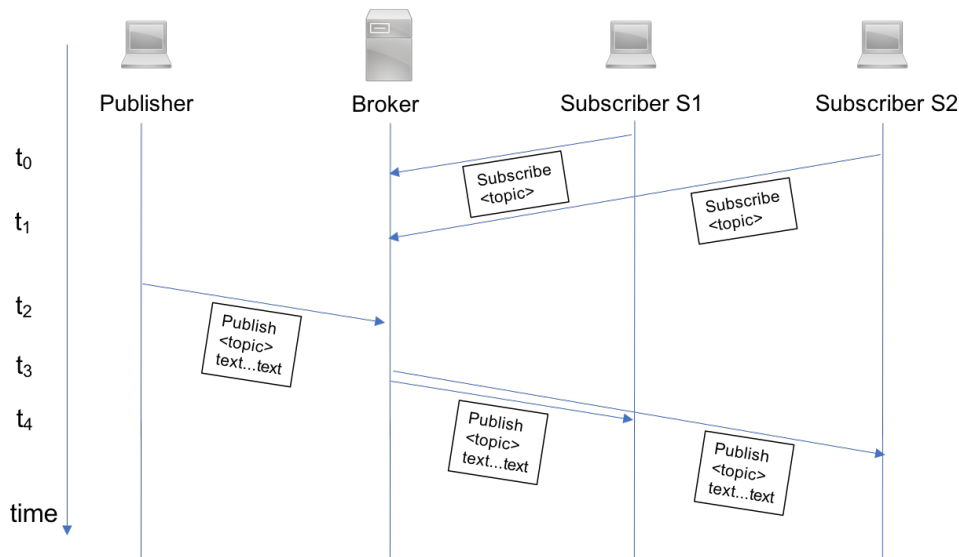 Publisher
Broker
Subscriber S1
Subscriber S2
t₀
Subscribe
<topic>
Subscribe
<topic>
t₁
t₂
Publish
<topic>
text...text
t₃
t₄
Publish
<topic>
text...text
Publish
<topic>
text...text
time